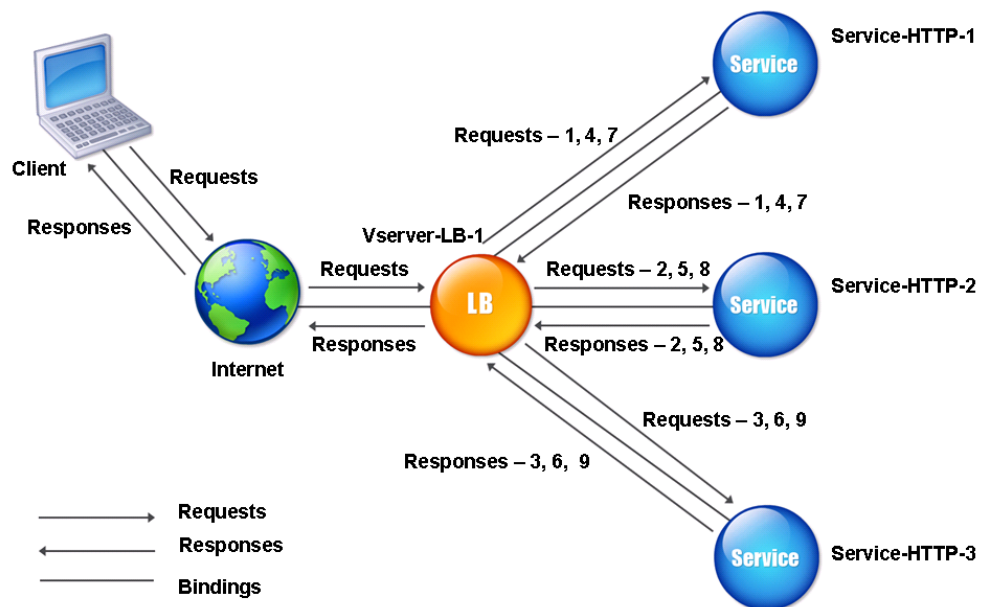 Service-HTTP-1
Service
Requests – 1, 4, 7
Client
Requests
Responses – 1, 4, 7
Responses
Vserver-LB-1
Requests
Requests – 2, 5, 8
Service-HTTP-2
LB
Service
Responses
Responses – 2, 5, 8
Internet
Requests – 3, 6, 9
Responses – 3, 6, 9
Requests
Responses
Service
Service-HTTP-3
Bindings